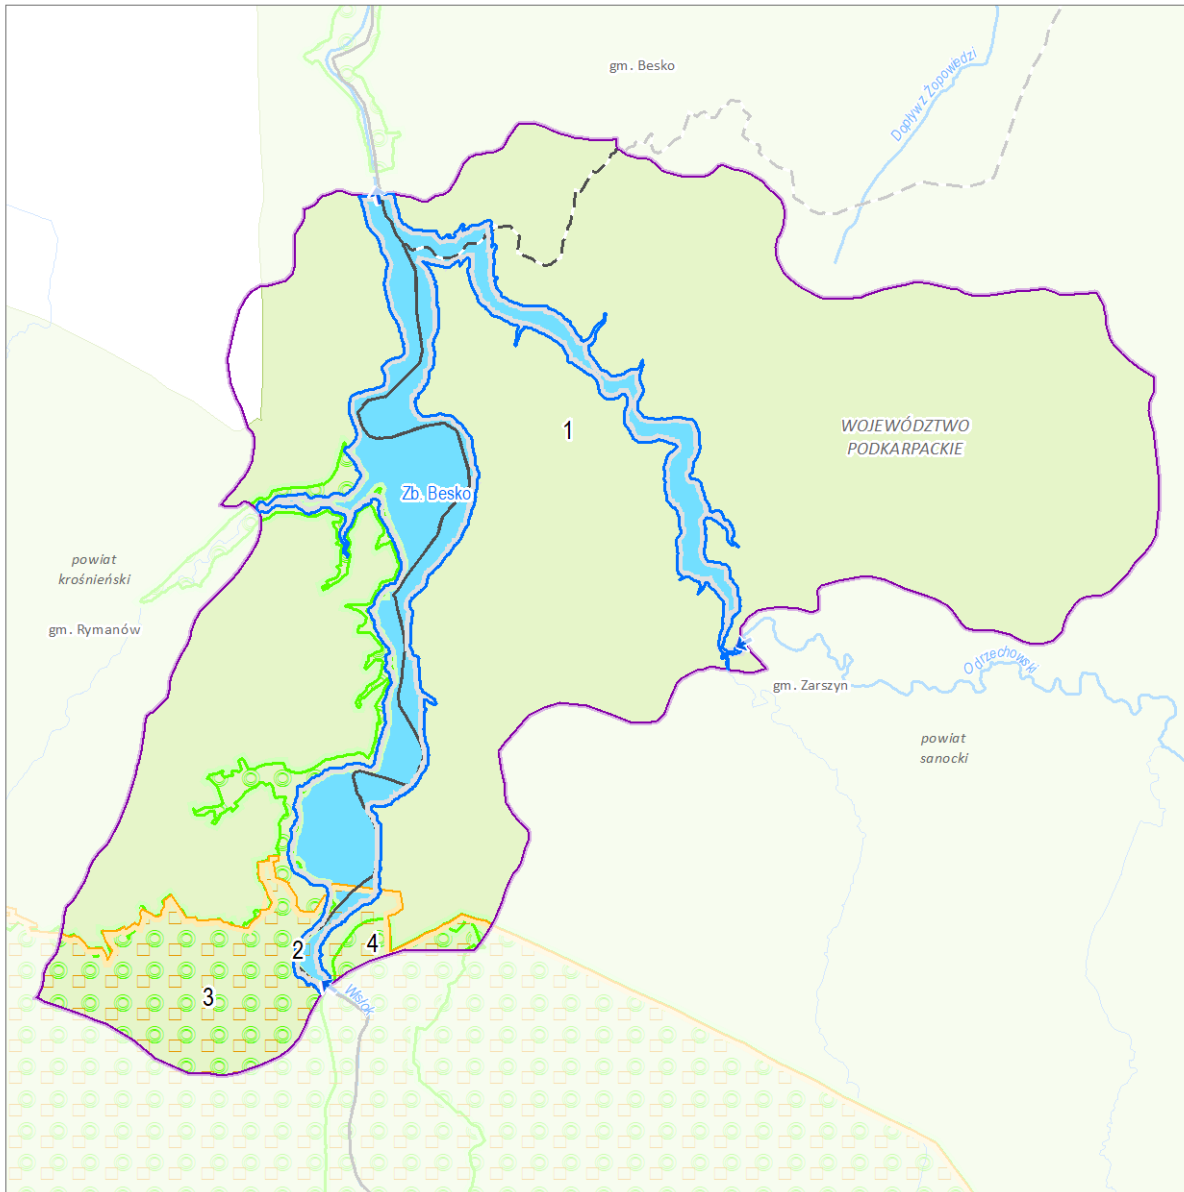 gm. Besko
Dopływ z Żopowedzi
1
WOJEWÓDZTWO
PODKARPACKIE
Zb. Besko
powiat
krośnieński
gm. Rymanów
Odrzechowski
gm. Zarszyn
powiat
sanocki
2
4
3
Wisłok